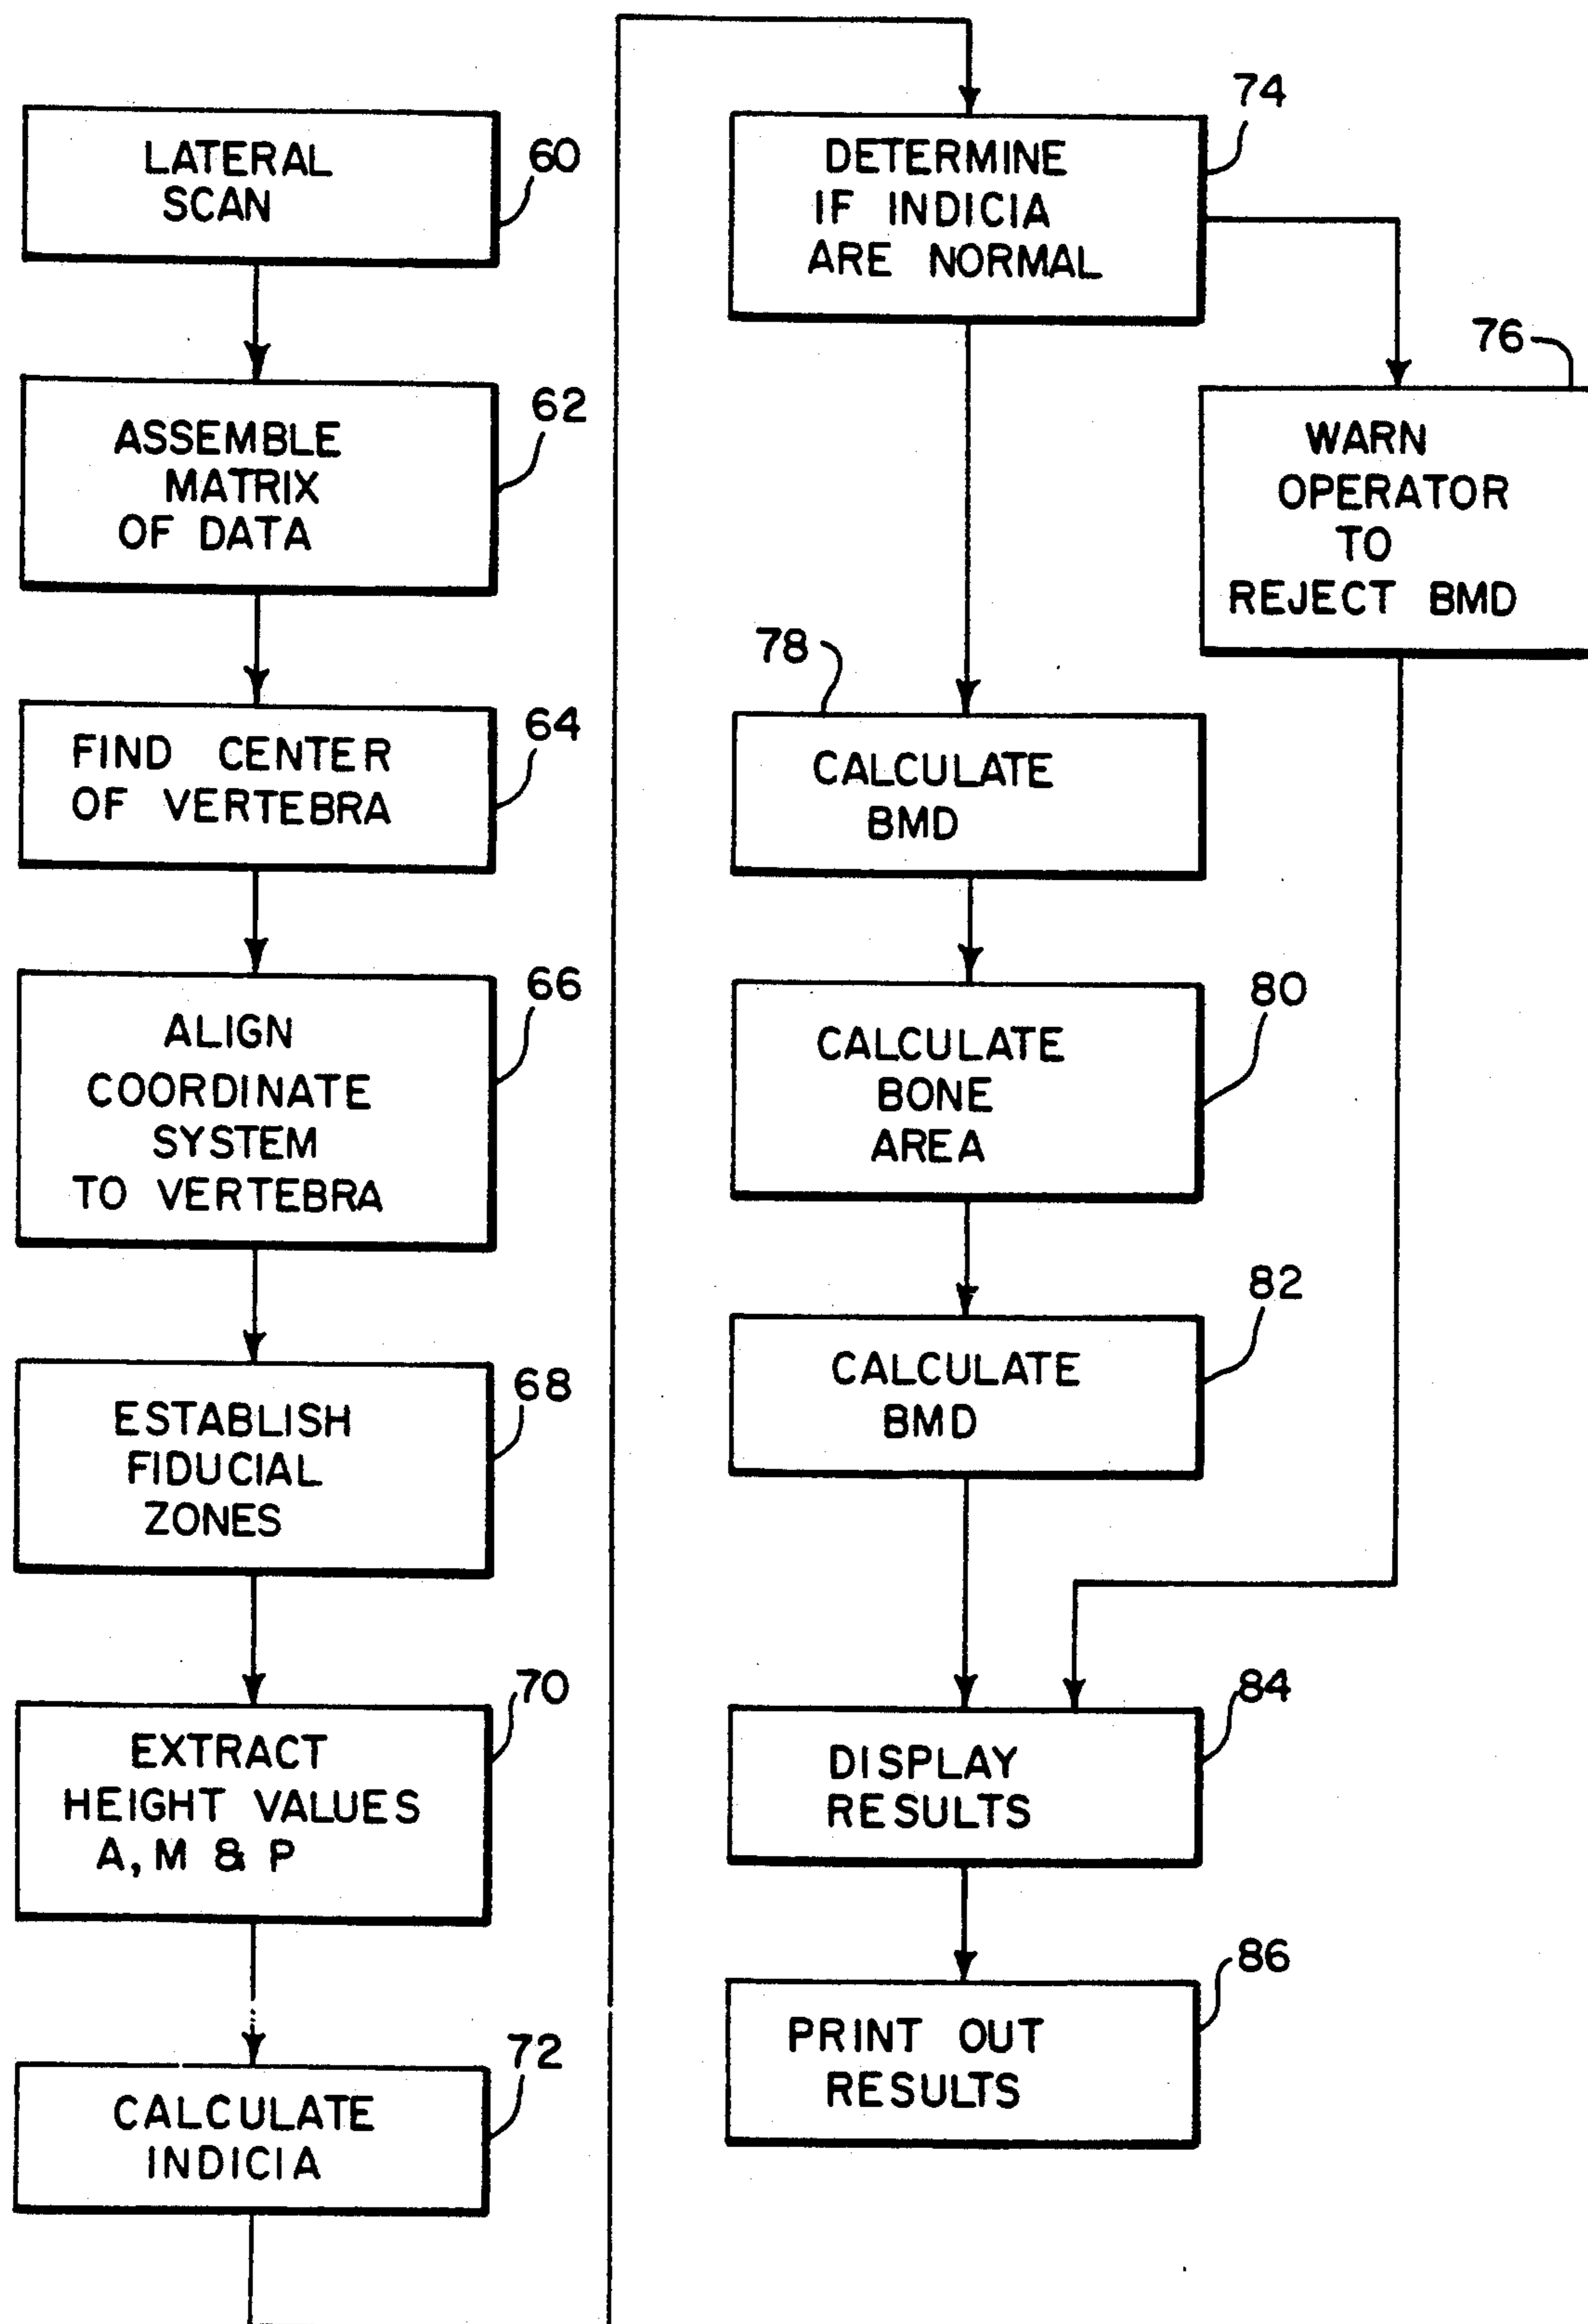 LATERAL
SCAN
60
ASSEMBLE
MATRIX
OF DATA
62
FIND CENTER
OF VERTEBRA
64
ALIGN
COORDINATE
SYSTEM
TO VERTEBRA
66
ESTABLISH
FIDUCIAL
ZONES
68
EXTRACT
HEIGHT VALUES
A, M & P
70
CALCULATE
INDICIA
72
DETERMINE
IF INDICIA
ARE NORMAL
74
WARN
OPERATOR
TO
REJECT BMD
76
CALCULATE
BMD
78
CALCULATE
BONE
AREA
80
CALCULATE
BMD
82
DISPLAY
RESULTS
84
PRINT OUT
RESULTS
86